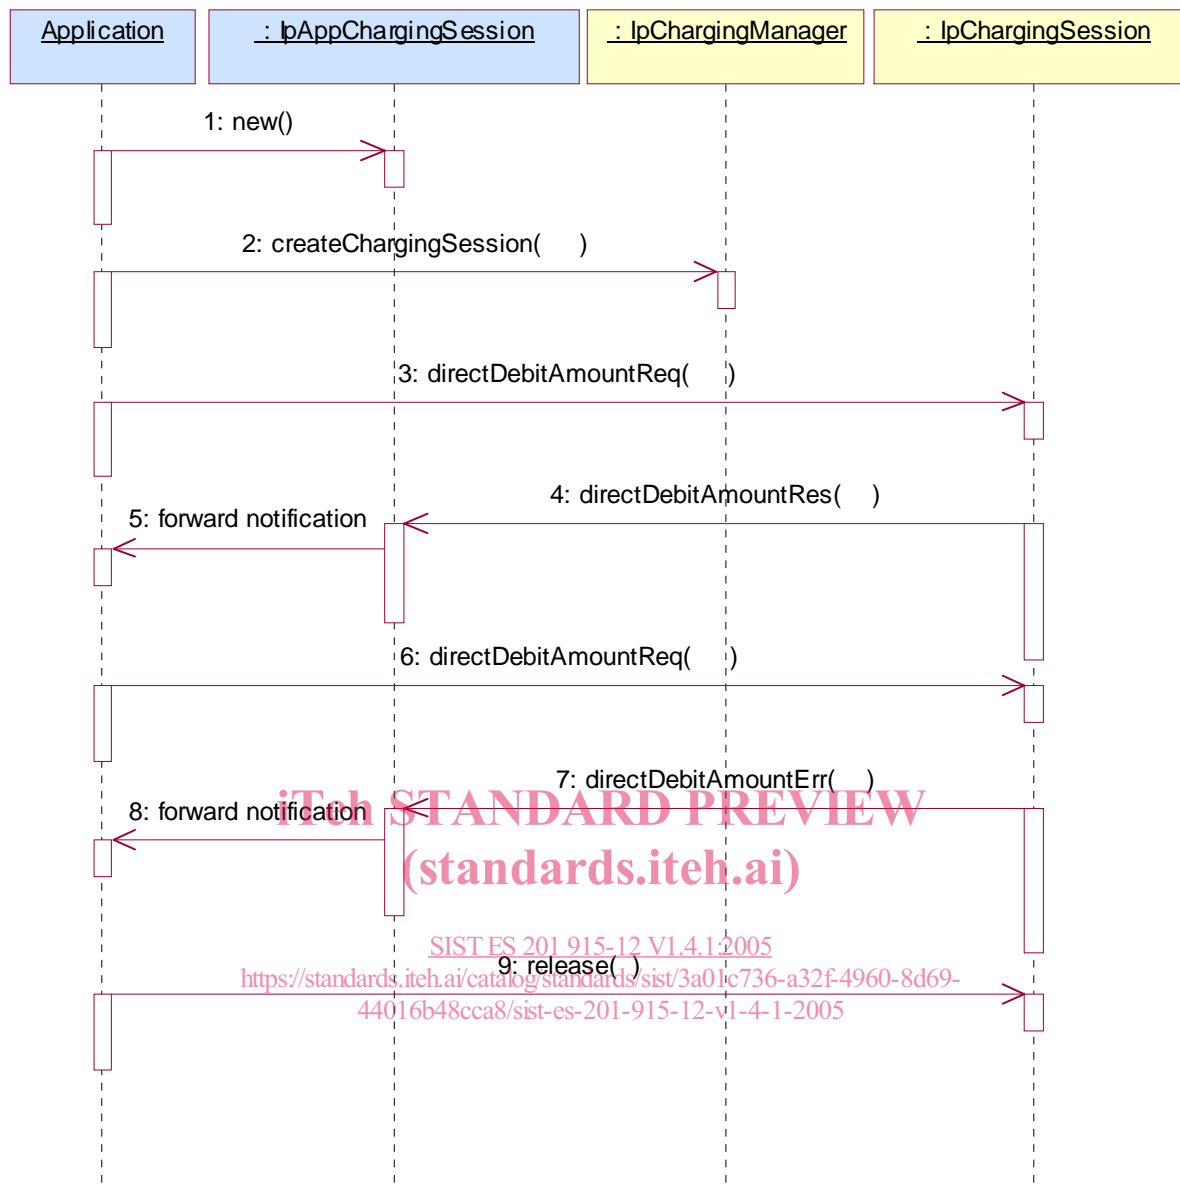 Application
: IpAppChargingSession
: IpChargingManager
: IpChargingSession
1: new()
2: createChargingSession( )
3: directDebitAmountReq( )
4: directDebitAmountRes( )
5: forward notification
6: directDebitAmountReq( )
7: directDebitAmountErr( )
8: forward notification
iTeh STANDARD PREVIEW
(standards.iteh.ai)
SIST ES 201 915-12 V1.4.1:2005
9: release( )
https://standards.iteh.ai/catalog/standards/sist/3a01c736-a32f-4960-8d69-
44016b48cca8/sist-es-201-915-12-v1-4-1-2005